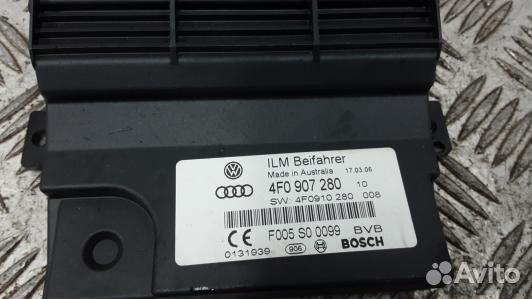 ILM Beifahrer
Made in Australia 17.03.06
4F0 907 280 10
SW: 4F0910 280 008
F005 S0 0099 BVB
0131939 906 BOSCH
Avito